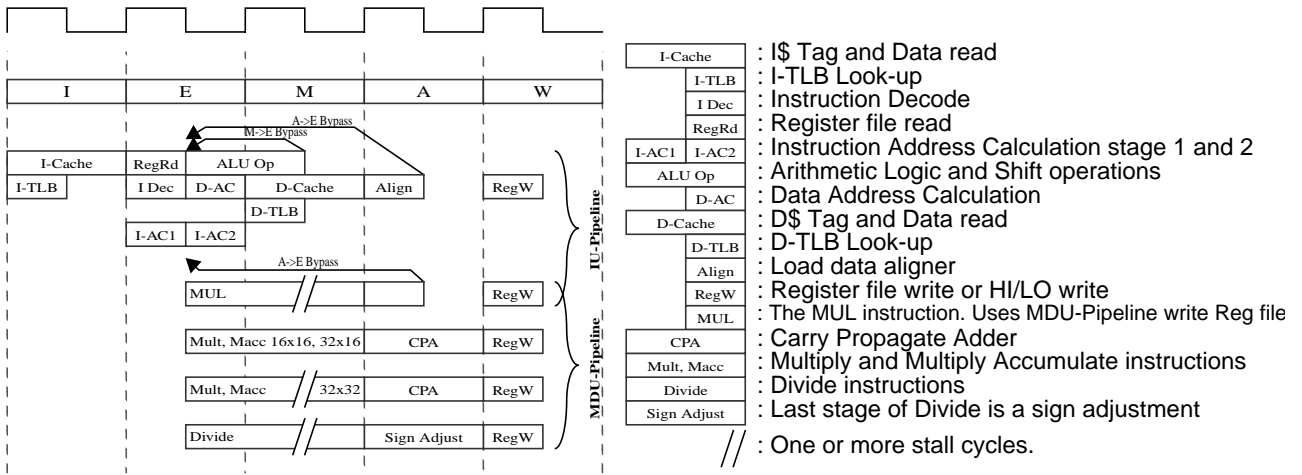 I E M A W
A->E Bypass
M->E Bypass
I-Cache RegRd ALU Op
I-TLB I Dec D-AC D-Cache Align RegW
D-TLB
I-AC1 I-AC2
IU-Pipeline
A->E Bypass
MUL RegW
Mult, Macc 16x16, 32x16 CPA RegW
Mult, Macc 32x32 CPA RegW
Divide Sign Adjust RegW
MDU-Pipeline
I-Cache : I$ Tag and Data read
I-TLB : I-TLB Look-up
I Dec : Instruction Decode
RegRd : Register file read
I-AC1 I-AC2 : Instruction Address Calculation stage 1 and 2
ALU Op : Arithmetic Logic and Shift operations
D-AC : Data Address Calculation
D-Cache : D$ Tag and Data read
D-TLB : D-TLB Look-up
Align : Load data aligner
RegW : Register file write or HI/LO write
MUL : The MUL instruction. Uses MDU-Pipeline write Reg file
CPA : Carry Propagate Adder
Mult, Macc : Multiply and Multiply Accumulate instructions
Divide : Divide instructions
Sign Adjust : Last stage of Divide is a sign adjustment
// : One or more stall cycles.